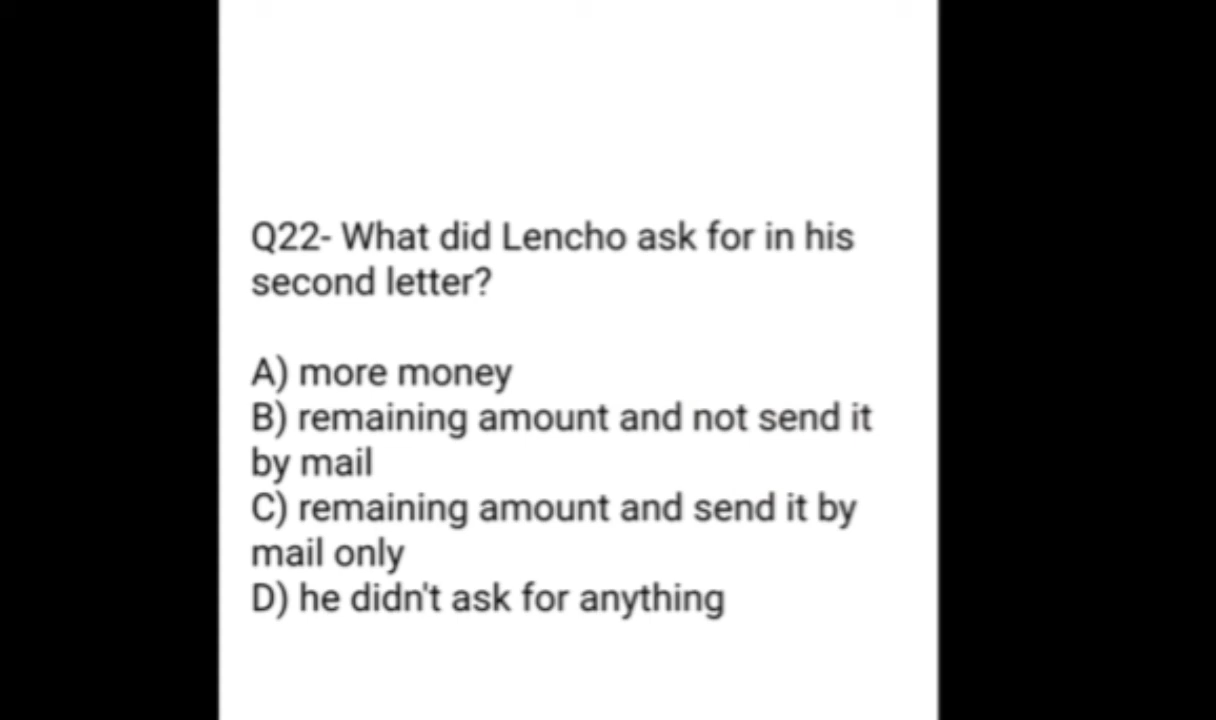 Q22- What did Lencho ask for in his
second letter?
A) more money
B) remaining amount and not send it
by mail
C) remaining amount and send it by
mail only
D) he didn't ask for anything